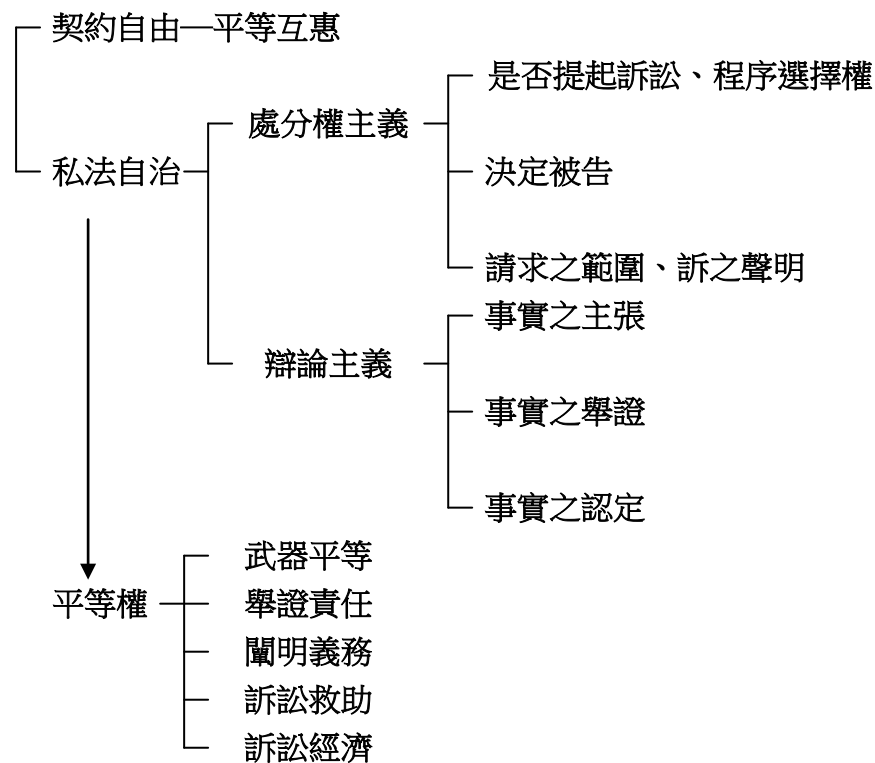 契約自由—平等互惠
是否提起訴訟、程序選擇權
處分權主義
私法自治
決定被告
請求之範圍、訴之聲明
事實之主張
辯論主義
事實之舉證
事實之認定
武器平等
平等權
舉證責任
闡明義務
訴訟救助
訴訟經濟